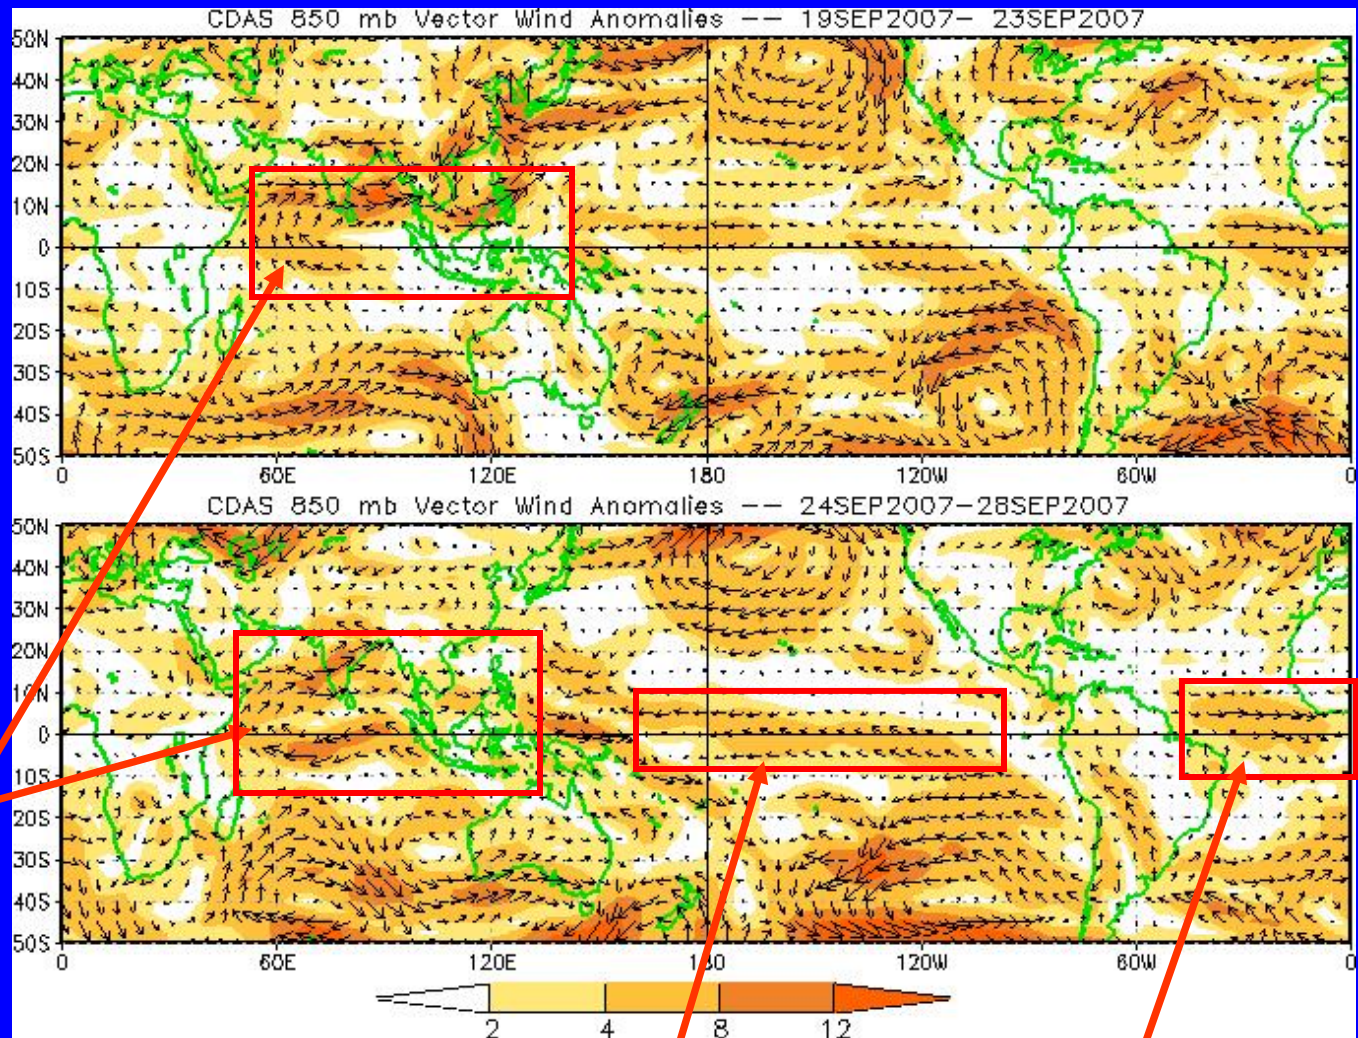 CDAS 850 mb Vector Wind Anomalies -- 19SEP2007- 23SEP2007
50N
40N
30N
20N
10N
0
10S
20S
30S
40S
50S
0 60E 120E 180 120W 60W 0
CDAS 850 mb Vector Wind Anomalies -- 24SEP2007-28SEP2007
50N
40N
30N
20N
10N
0
10S
20S
30S
40S
50S
0 60E 120E 180 120W 60W 0
2 4 8 12